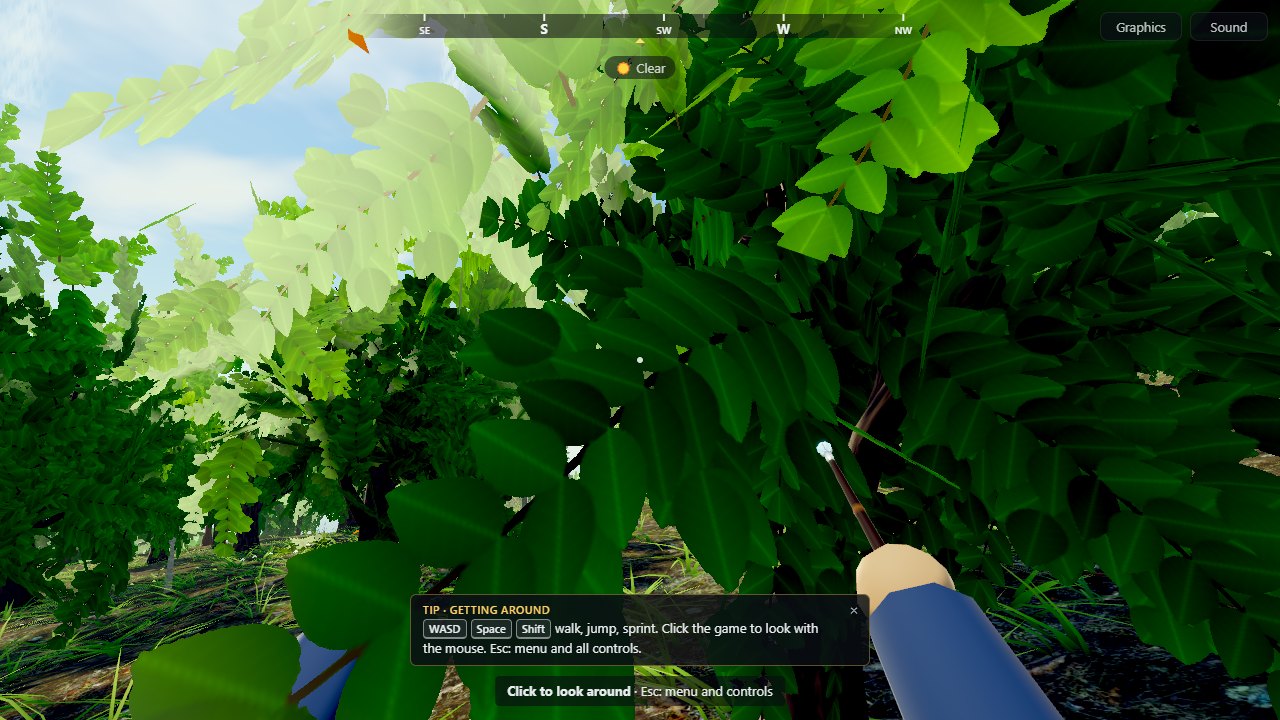 SE S SW W NW
Graphics
Sound
Clear
TIP · GETTING AROUND
WASD Space Shift walk, jump, sprint. Click the game to look with
the mouse. Esc: menu and all controls.
Click to look around · Esc: menu and controls